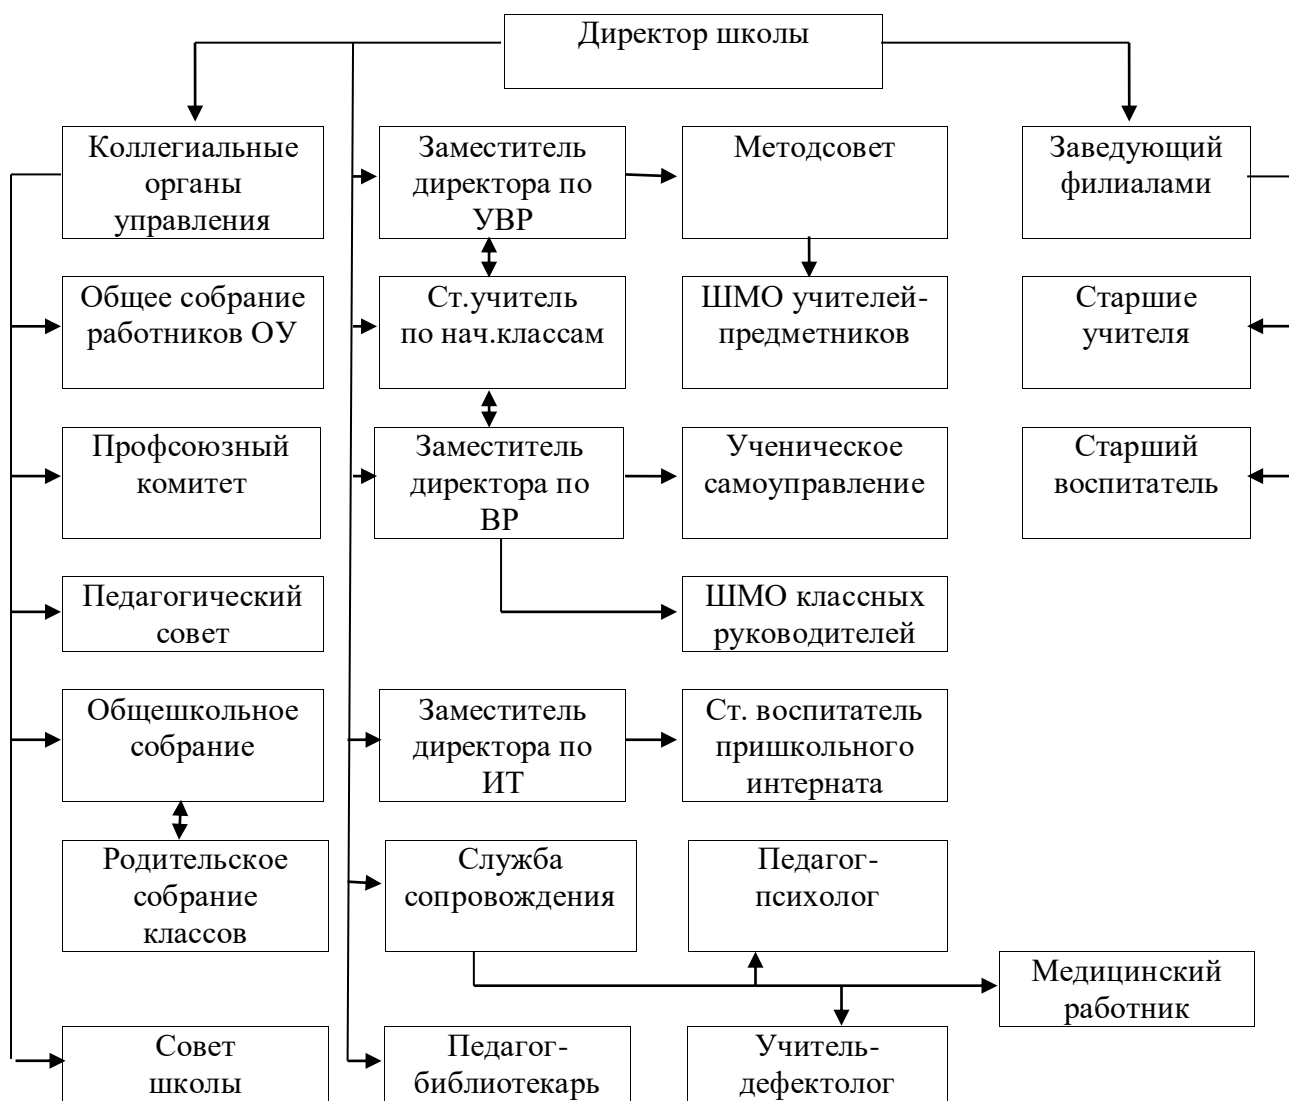 Директор школы
Коллегиальные
органы
управления
Заместитель
директора по
УВР
Методсовет
Заведующий
филиалами
Общее собрание
работников ОУ
Ст.учитель
по нач.классам
ШМО учителей-
предметников
Старшие
учителя
Профсоюзный
комитет
Заместитель
директора по
ВР
Ученическое
самоуправление
Старший
воспитатель
Педагогический
совет
ШМО классных
руководителей
Общешкольное
собрание
Заместитель
директора по
ИТ
Ст. воспитатель
пришкольного
интерната
Родительское
собрание
классов
Служба
сопровождения
Педагог-
психолог
Медицинский
работник
Совет
школы
Педагог-
библиотекарь
Учитель-
дефектолог